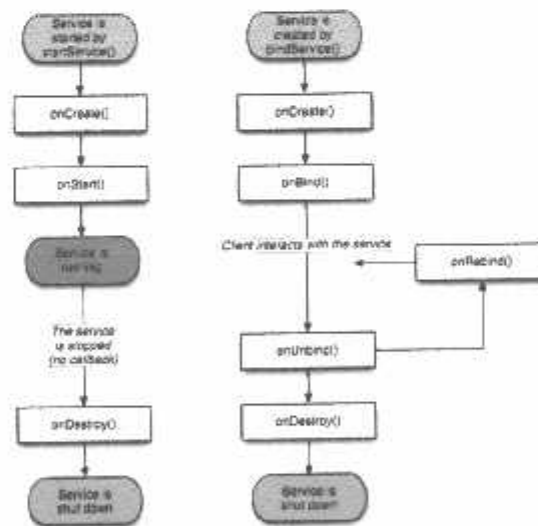 Service is
started by
startService()
onCreate()
onStart()
Service is
running
The service
is stopped
(no callback)
onDestroy()
Service is
shut down
Service is
created by
bindService()
onCreate()
onBind()
Client interacts with the service
onRebind()
onUnbind()
onDestroy()
Service is
shut down